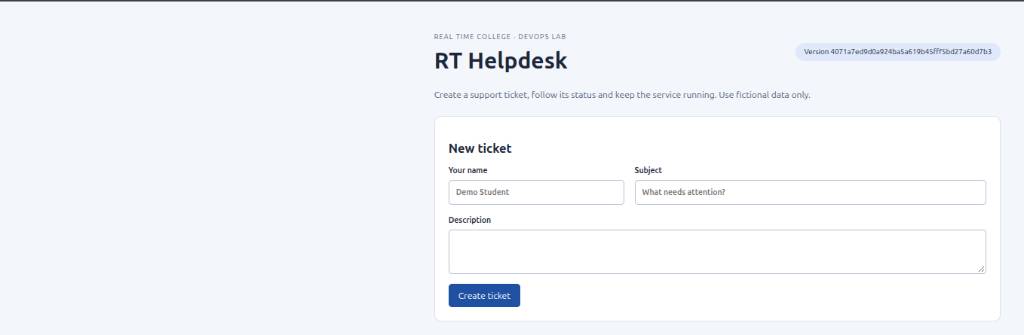 REAL TIME COLLEGE · DEVOPS LAB
RT Helpdesk
Version 4071a7ed9d0a924ba5a619b45fff5bd27a60d7b3
Create a support ticket, follow its status and keep the service running. Use fictional data only.
New ticket
Your name
Subject
Demo Student
What needs attention?
Description
Create ticket